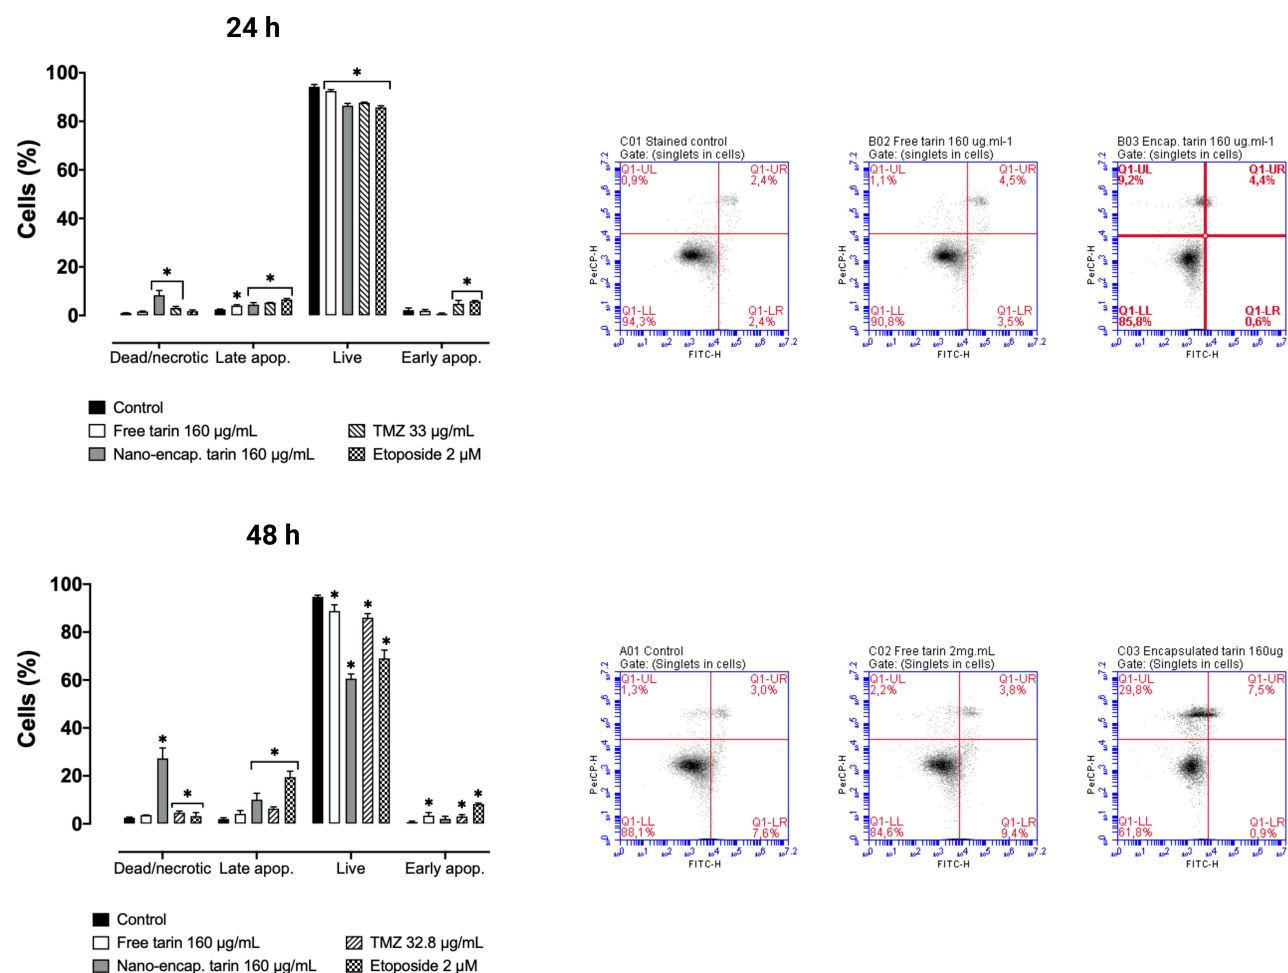 24 h
Cells (%)
100
80
60
40
20
0
*
*
*
*
*
Dead/necrotic Late apop. Live Early apop.
Control
Free tarin 160 µg/mL
Nano-encap. tarin 160 µg/mL
TMZ 33 µg/mL
Etoposide 2 µM
C01 Stained control
Gate: (singlets in cells)
Q1-UL
0,9%
Q1-UR
2,4%
Q1-LL
94,3%
Q1-LR
2,4%
PerCP-H
FITC-H
B02 Free tarin 160 ug.ml-1
Gate: (singlets in cells)
Q1-UL
1,1%
Q1-UR
4,5%
Q1-LL
90,8%
Q1-LR
3,5%
PerCP-H
FITC-H
B03 Encap. tarin 160 ug.ml-1
Gate: (singlets in cells)
Q1-UL
9,2%
Q1-UR
4,4%
Q1-LL
85,8%
Q1-LR
0,6%
PerCP-H
FITC-H
48 h
Cells (%)
100
80
60
40
20
0
*
*
*
*
*
*
*
*
*
*
Dead/necrotic Late apop. Live Early apop.
Control
Free tarin 160 µg/mL
Nano-encap. tarin 160 µg/mL
TMZ 32.8 µg/mL
Etoposide 2 µM
A01 Control
Gate: (Singlets in cells)
Q1-UL
1,3%
Q1-UR
3,0%
Q1-LL
88,1%
Q1-LR
7,6%
PerCP-H
FITC-H
C02 Free tarin 2mg.mL
Gate: (Singlets in cells)
Q1-UL
2,2%
Q1-UR
3,8%
Q1-LL
84,6%
Q1-LR
9,4%
PerCP-H
FITC-H
C03 Encapsulated tarin 160ug
Gate: (Singlets in cells)
Q1-UL
29,8%
Q1-UR
7,5%
Q1-LL
61,8%
Q1-LR
0,9%
PerCP-H
FITC-H